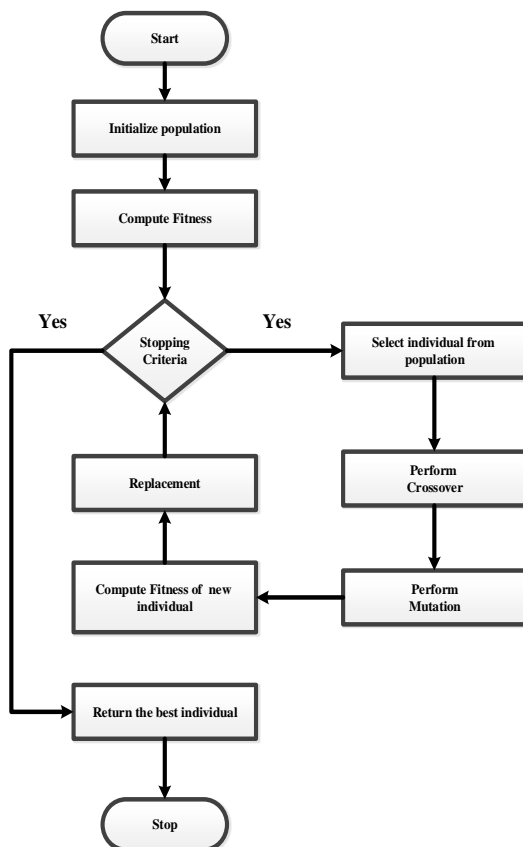 Start
Initialize population
Compute Fitness
Yes
Stopping
Criteria
Yes
Select individual from
population
Perform
Crossover
Perform
Mutation
Compute Fitness of new
individual
Replacement
Return the best individual
Stop